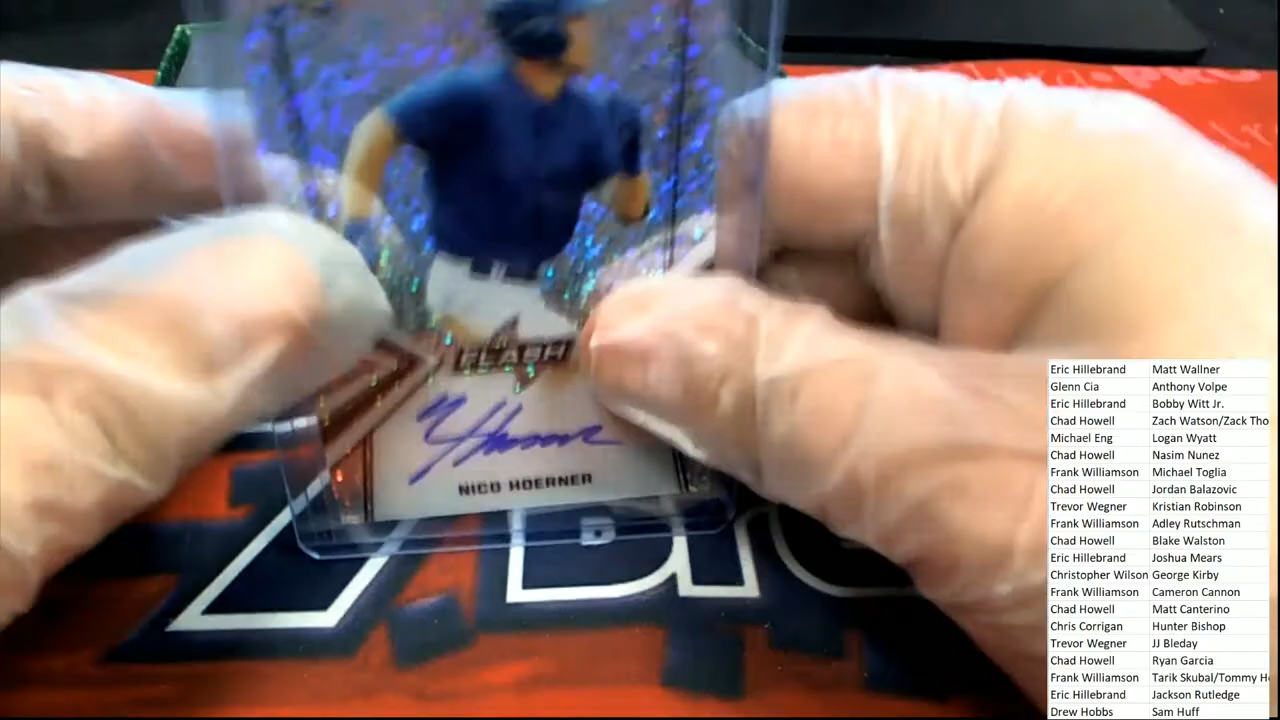 FLASH
NICO HOERNER
Eric Hillebrand Matt Wallner
Glenn Cia Anthony Volpe
Eric Hillebrand Bobby Witt Jr.
Chad Howell Zach Watson/Zack Tho
Michael Eng Logan Wyatt
Chad Howell Nasim Nunez
Frank Williamson Michael Toglia
Chad Howell Jordan Balazovic
Trevor Wegner Kristian Robinson
Frank Williamson Adley Rutschman
Chad Howell Blake Walston
Eric Hillebrand Joshua Mears
Christopher Wilson George Kirby
Frank Williamson Cameron Cannon
Chad Howell Matt Canterino
Chris Corrigan Hunter Bishop
Trevor Wegner JJ Bleday
Chad Howell Ryan Garcia
Frank Williamson Tarik Skubal/Tommy H
Eric Hillebrand Jackson Rutledge
Drew Hobbs Sam Huff